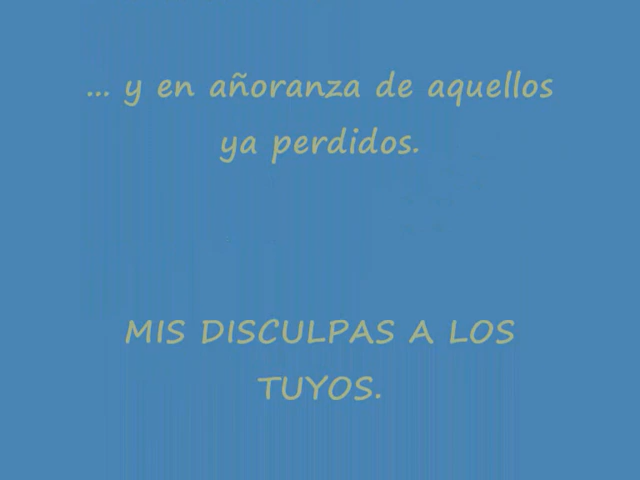 ... y en añoranza de aquellos
ya perdidos.
MIS DISCULPAS A LOS
TUYOS.